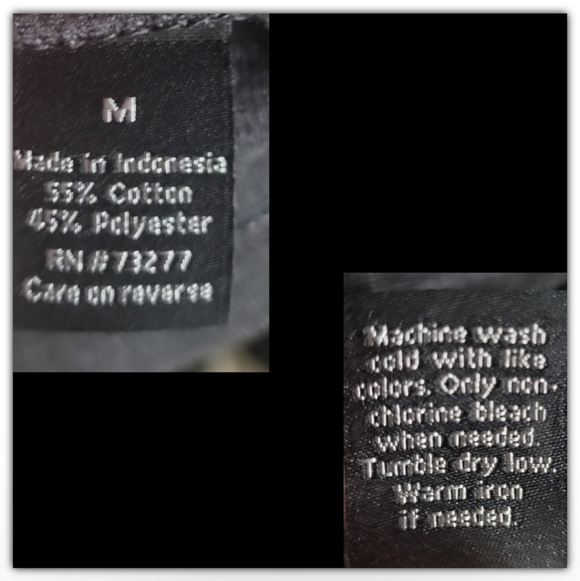 M
Made in Indonesia
55% Cotton
45% Polyester
RN # 73277
Care on reverse
Machine wash
cold with like
colors. Only non-
chlorine bleach
when needed.
Tumble dry low.
Warm iron
if needed.